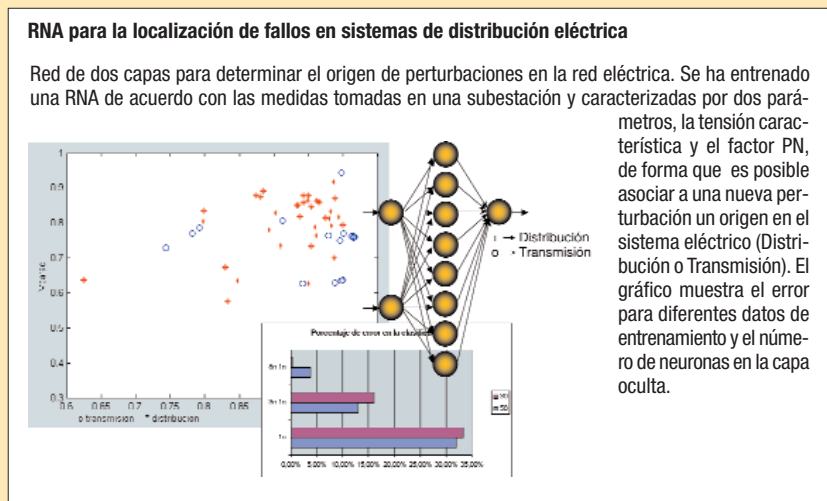 RNA para la localización de fallos en sistemas de distribución eléctrica
Red de dos capas para determinar el origen de perturbaciones en la red eléctrica. Se ha entrenado
una RNA de acuerdo con las medidas tomadas en una subestación y caracterizadas por dos pará-
metros, la tensión carac-
terística y el factor PN,
de forma que es posible
asociar a una nueva per-
turbación un origen en el
sistema eléctrico (Distri-
bución o Transmisión). El
gráfico muestra el error
para diferentes datos de
entrenamiento y el núme-
ro de neuronas en la capa
oculta.
1
0.9
0.8
0.7
0.6
0.5
0.4
0.3
0.6
0.65
0.7
0.75
0.8
0.85
o transmision * distribucion
Distribución
Transmisión
Porcentaje de error en la
0,00%
5,00%
10,00%
15,00%
20,00%
25,00%
30,00%
35,00%